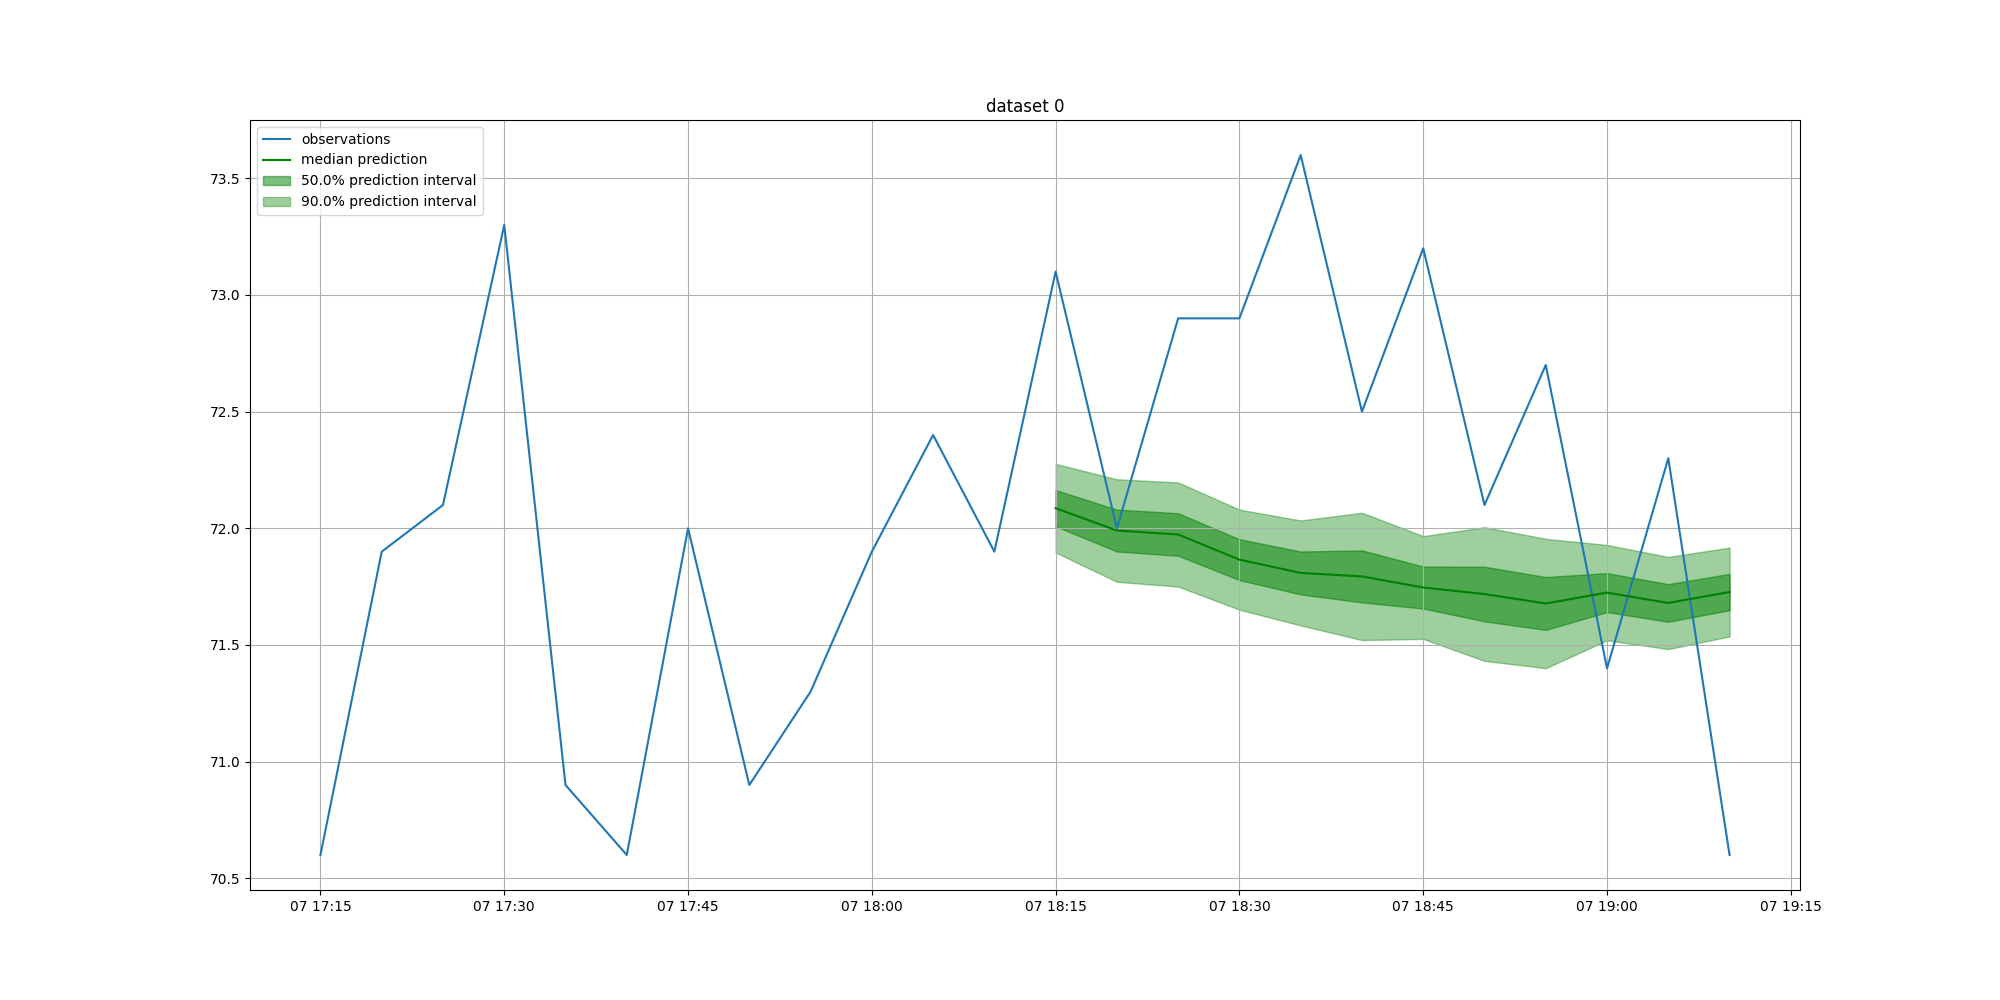 dataset 0
observations
median prediction
50.0% prediction interval
90.0% prediction interval
73.5
73.0
72.5
72.0
71.5
71.0
70.5
07 17:15 07 17:30 07 17:45 07 18:00 07 18:15 07 18:30 07 18:45 07 19:00 07 19:15